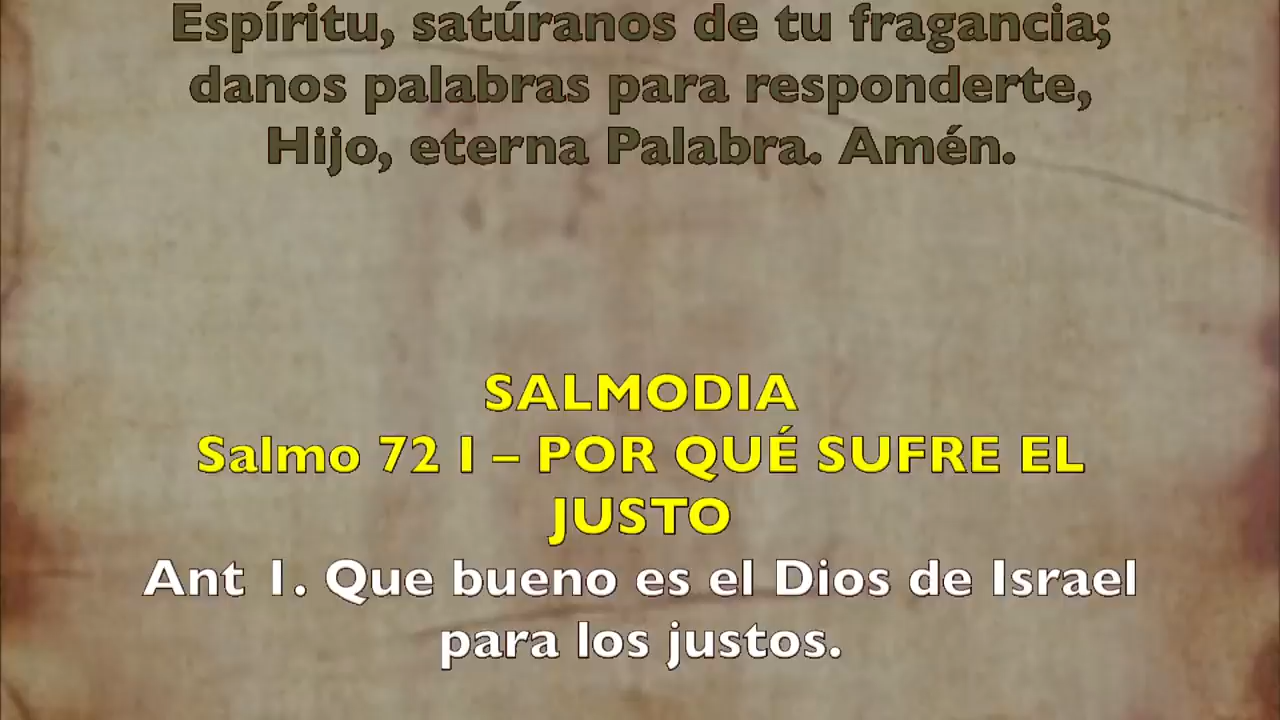 Espíritu, satúranos de tu fragancia;
danos palabras para responderte,
Hijo, eterna Palabra. Amén.
SALMODIA
Salmo 72 I – POR QUÉ SUFRE EL
JUSTO
Ant 1. Que bueno es el Dios de Israel
para los justos.